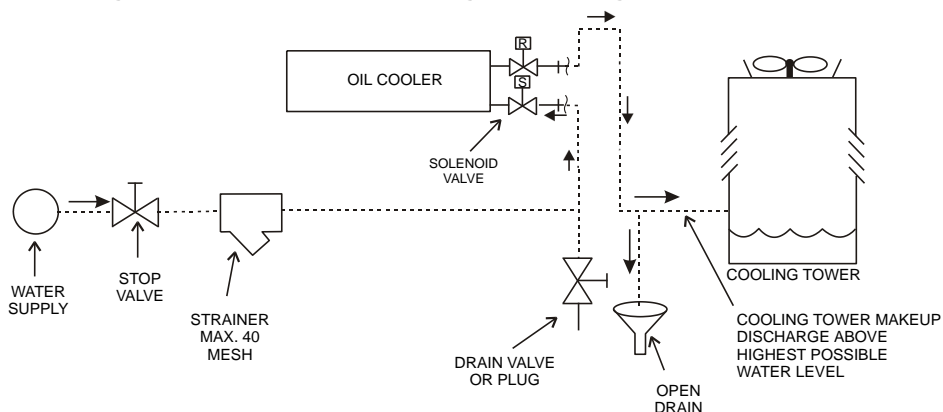 R
OIL COOLER
S
SOLENOID
VALVE
WATER
SUPPLY
STOP
VALVE
STRAINER
MAX. 40
MESH
DRAIN VALVE
OR PLUG
OPEN
DRAIN
COOLING TOWER
COOLING TOWER MAKEUP
DISCHARGE ABOVE
HIGHEST POSSIBLE
WATER LEVEL